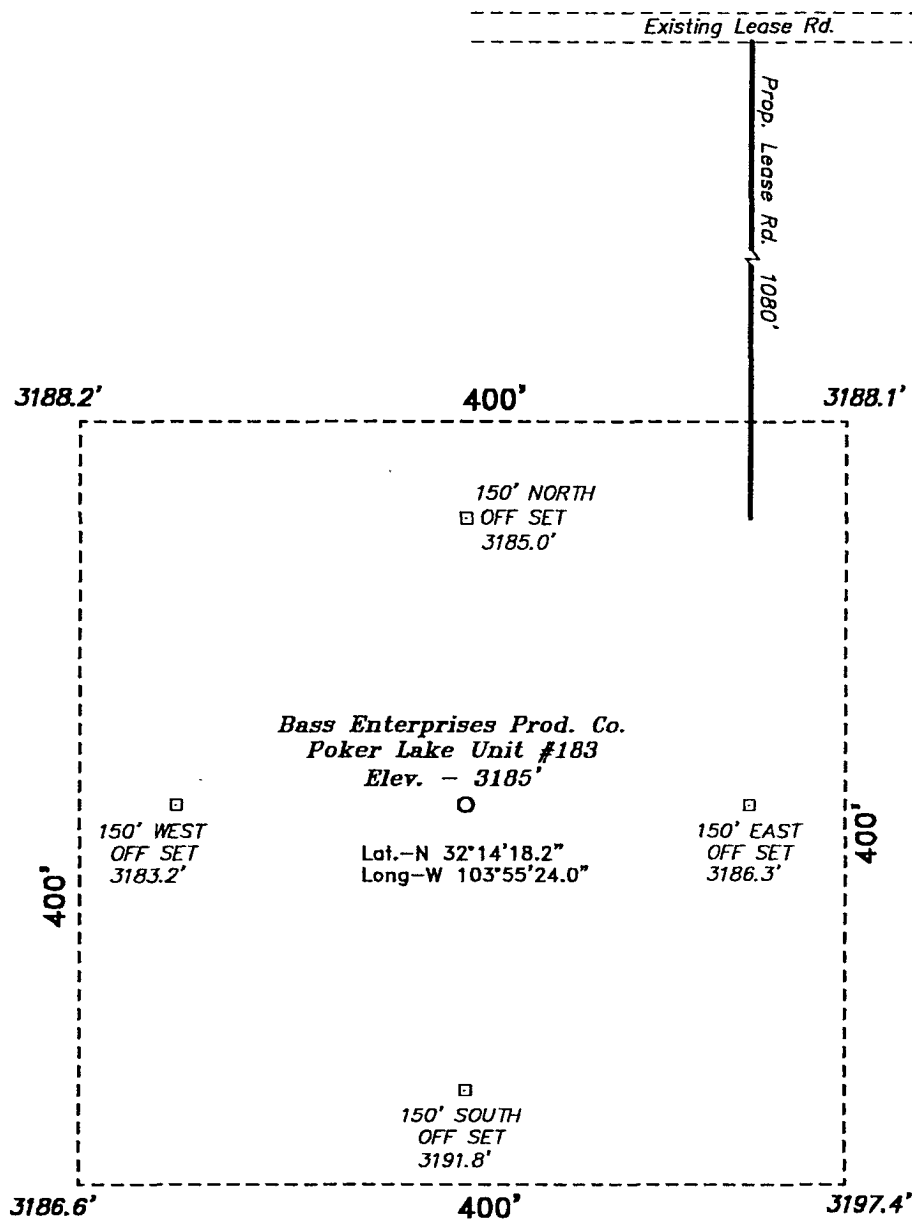 Existing Lease Rd.
Prop. Lease Rd. 1080'
3188.2'
400'
3188.1'
150' NORTH
OFF SET
3185.0'
Bass Enterprises Prod. Co.
Poker Lake Unit #183
Elev. - 3185'
150' WEST
OFF SET
3183.2'
Lat.-N 32°14'18.2"
Long-W 103°55'24.0"
150' EAST
OFF SET
3186.3'
400'
400'
150' SOUTH
OFF SET
3191.8'
3186.6'
400'
3197.4'